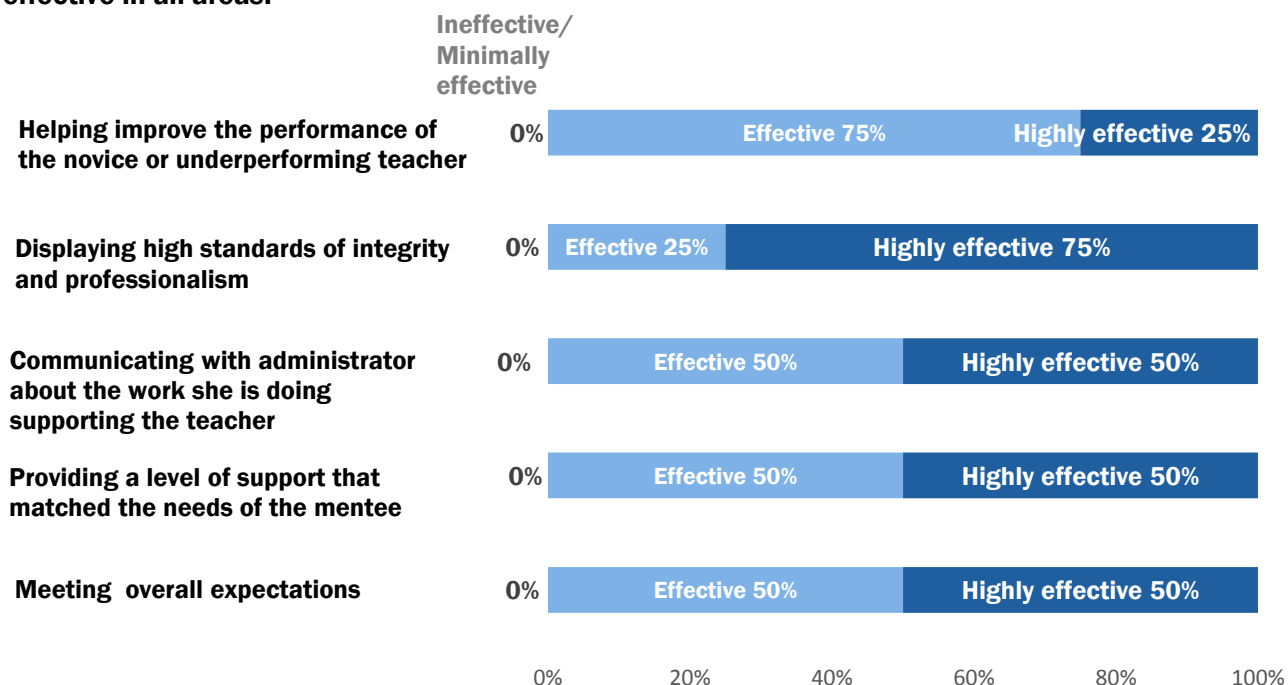 effective in all areas.
Ineffective/
Minimally
effective
Helping improve the performance of
the novice or underperforming teacher
0%
Effective 75%
Highly effective 25%
Displaying high standards of integrity
and professionalism
0%
Effective 25%
Highly effective 75%
Communicating with administrator
about the work she is doing
supporting the teacher
0%
Effective 50%
Highly effective 50%
Providing a level of support that
matched the needs of the mentee
0%
Effective 50%
Highly effective 50%
Meeting overall expectations
0%
Effective 50%
Highly effective 50%
0% 20% 40% 60% 80% 100%